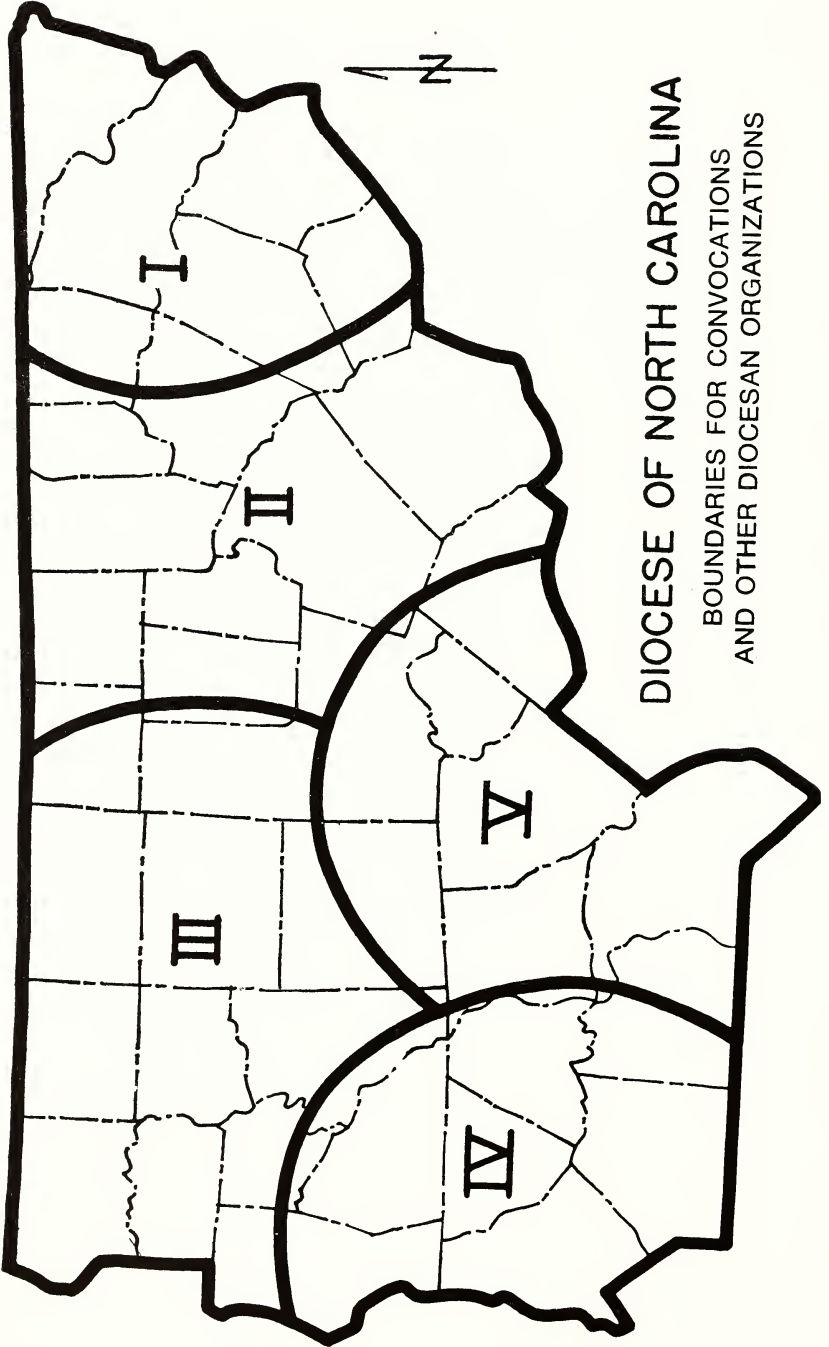 DIOCESE OF NORTH CAROLINA
BOUNDARIES FOR CONVOCATIONS
AND OTHER DIOCESAN ORGANIZATIONS
N
I
II
III
IV
V